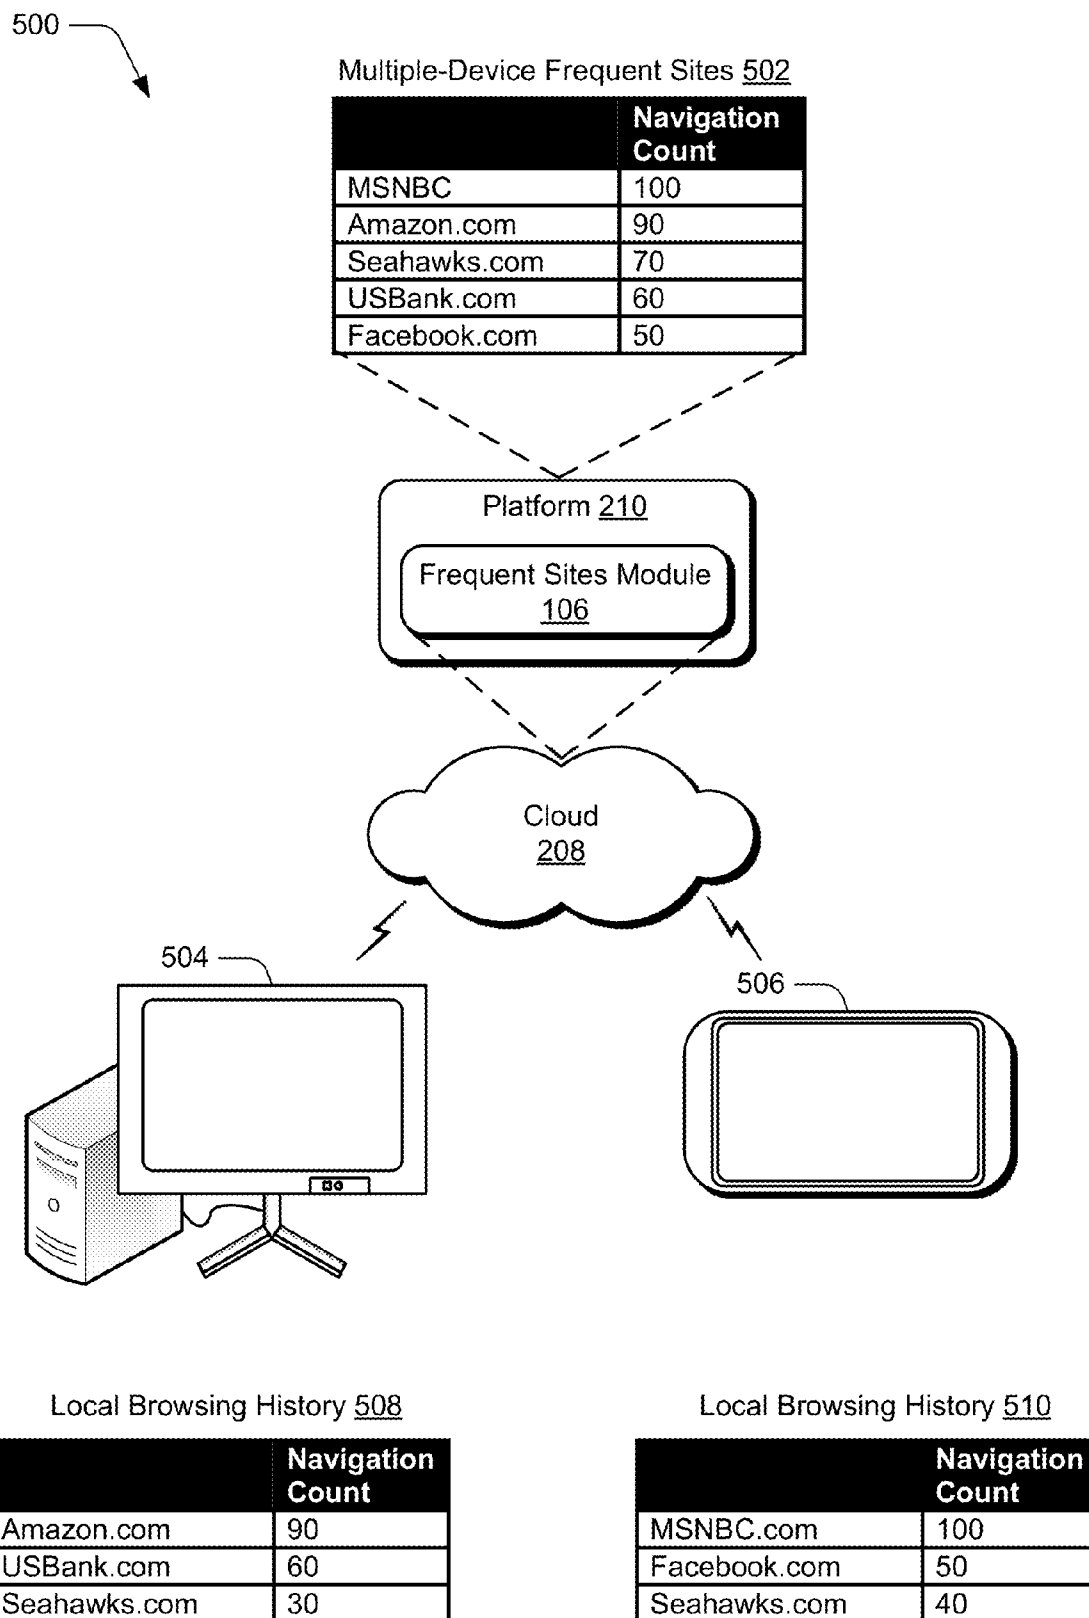 500
Multiple-Device Frequent Sites 502
Navigation
Count
MSNBC 100
Amazon.com 90
Seahawks.com 70
USBank.com 60
Facebook.com 50
Platform 210
Frequent Sites Module
106
Cloud
208
504
506
Local Browsing History 508
Navigation
Count
Amazon.com 90
USBank.com 60
Seahawks.com 30
Local Browsing History 510
Navigation
Count
MSNBC.com 100
Facebook.com 50
Seahawks.com 40